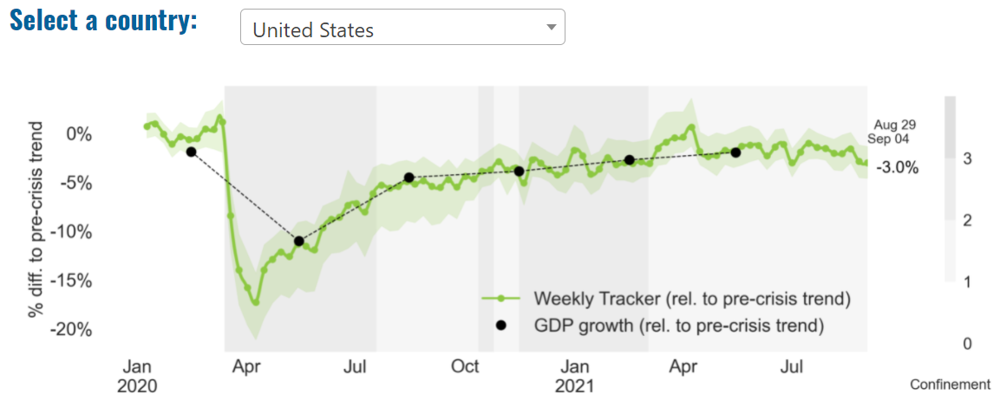 Select a country:
United States
% diff. to pre-crisis trend
0%
-5%
-10%
-15%
-20%
Jan
2020
Apr
Jul
Oct
Jan
2021
Apr
Jul
Aug 29
Sep 04
-3.0%
Weekly Tracker (rel. to pre-crisis trend)
GDP growth (rel. to pre-crisis trend)
3
2
1
0
Confinement